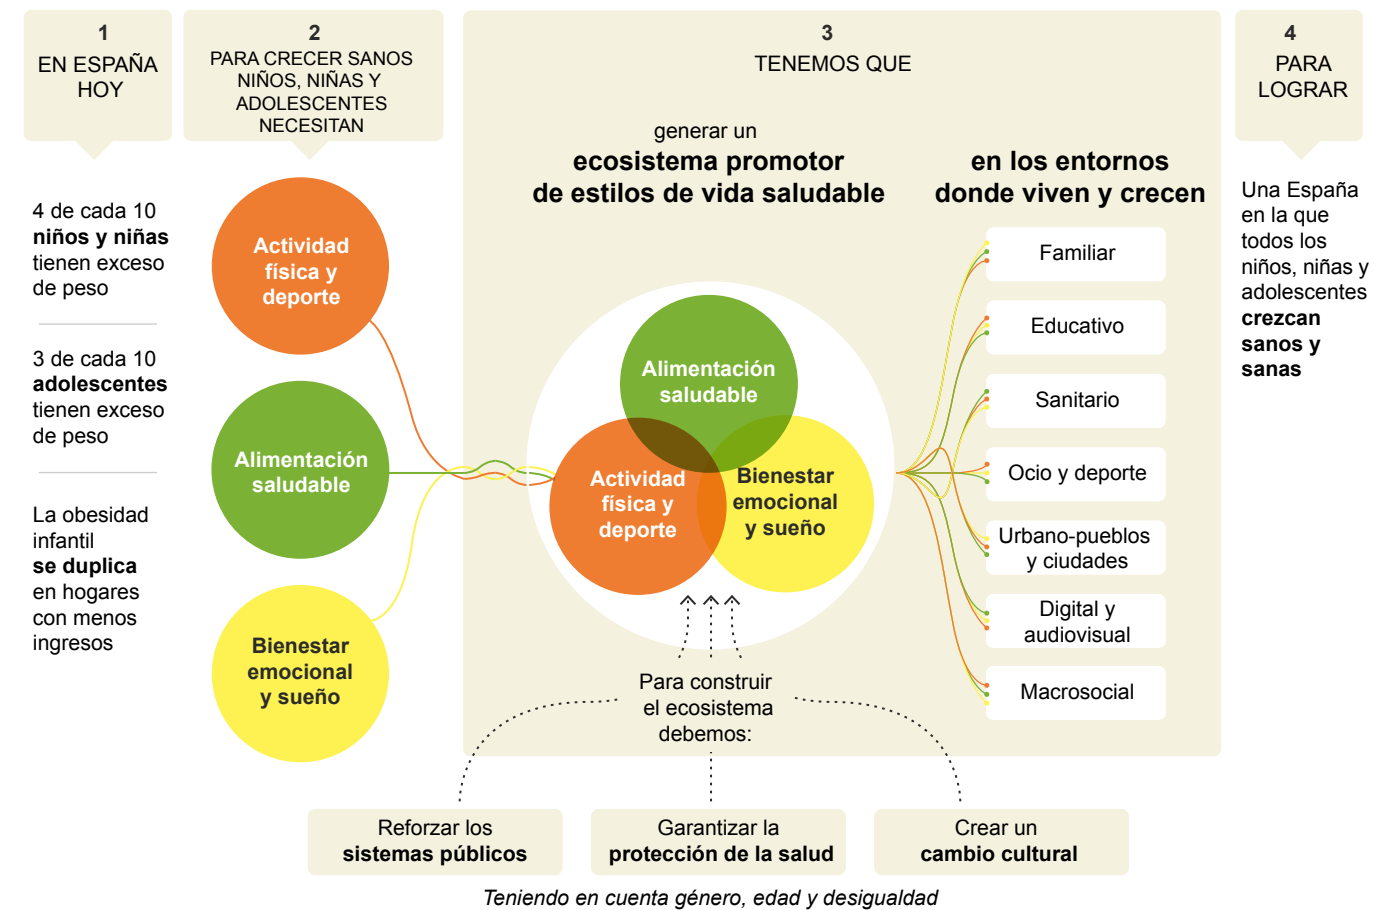 1
EN ESPAÑA
HOY
4 de cada 10
niños y niñas
tienen exceso
de peso
3 de cada 10
adolescentes
tienen exceso
de peso
La obesidad
infantil
se duplica
en hogares
con menos
ingresos
2
PARA CRECER SANOS
NIÑOS, NIÑAS Y
ADOLESCENTES
NECESITAN
Actividad
física y
deporte
Alimentación
saludable
Bienestar
emocional
y sueño
3
TENEMOS QUE
generar un
ecosistema promotor
de estilos de vida saludable
Alimentación
saludable
Actividad
física y
deporte
Bienestar
emocional
y sueño
en los entornos
donde viven y crecen
Familiar
Educativo
Sanitario
Ocio y deporte
Urbano-pueblos
y ciudades
Digital y
audiovisual
Macrosocial
Para construir
el ecosistema
debemos:
Reforzar los
sistemas públicos
Garantizar la
protección de la salud
Crear un
cambio cultural
Teniendo en cuenta género, edad y desigualdad
4
PARA
LOGRAR
Una España
en la que
todos los
niños, niñas y
adolescentes
crezcan
sanos y
sanas